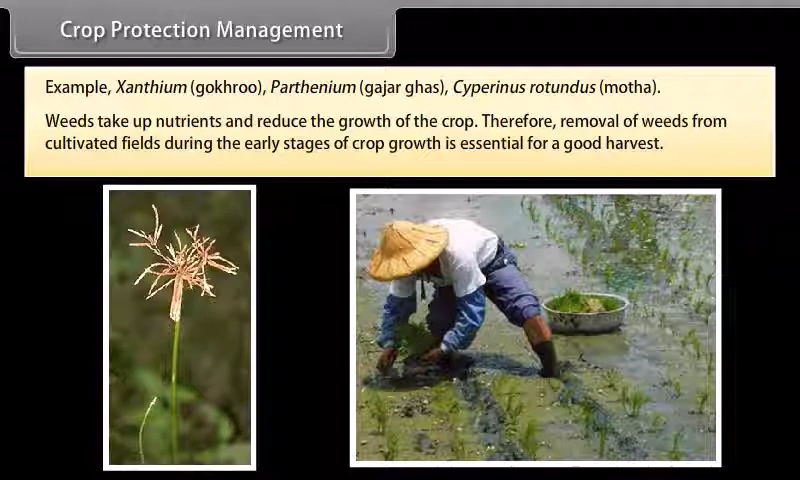 Crop Protection Management
Example, Xanthium (gokhroo), Parthenium (gajar ghas), Cyperinus rotundus (motha).
Weeds take up nutrients and reduce the growth of the crop. Therefore, removal of weeds from
cultivated fields during the early stages of crop growth is essential for a good harvest.